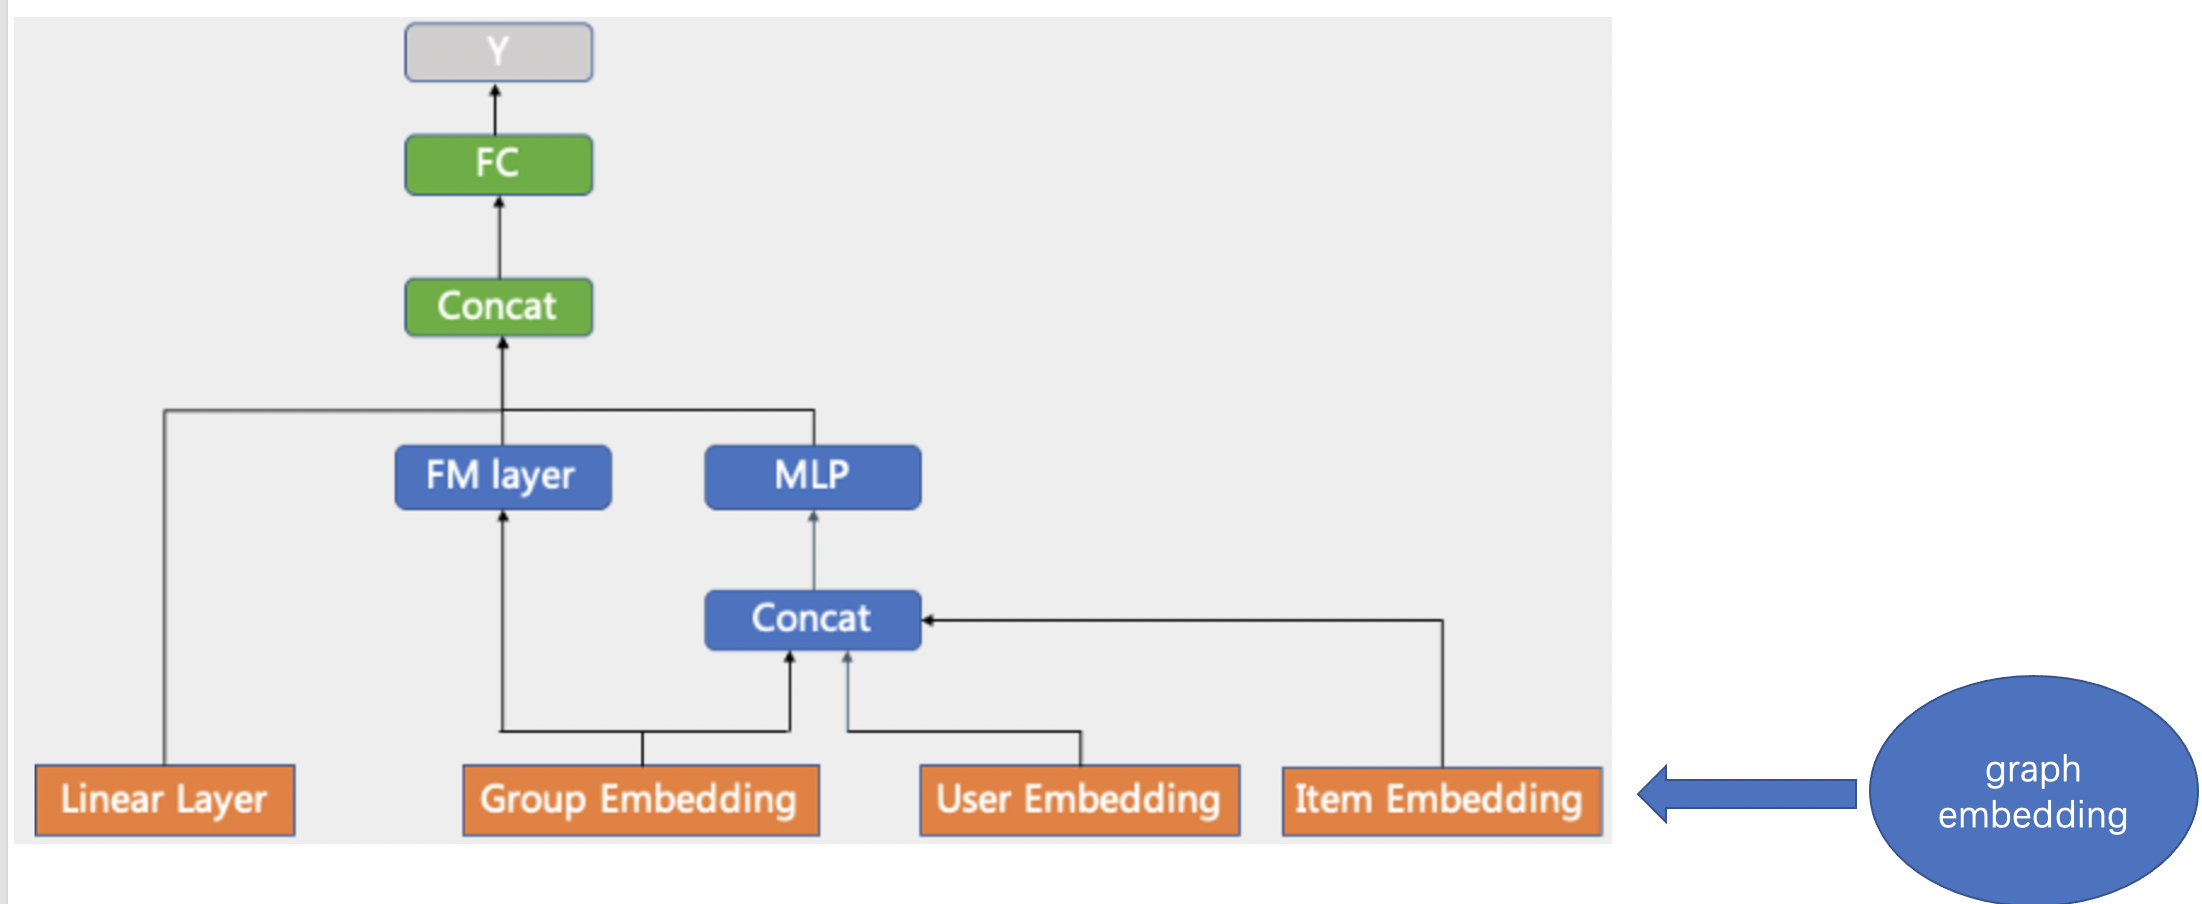 Y
FC
Concat
FM layer
MLP
Concat
Linear Layer
Group Embedding
User Embedding
Item Embedding
graph
embedding